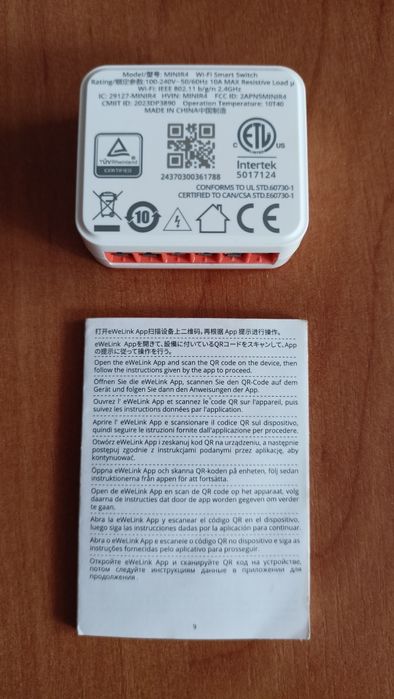 Model/型号: MINIR4   Wi-Fi Smart Switch
Rating/额定参数:100-240V~50/60Hz 10A MAX Resistive Load μ
Wi-Fi: IEEE 802.11 b/g/n 2.4GHz
IC: 29127-MINIR4   HVIN: MINIR4   FCC ID: 2APN5MINIR4
CMIIT ID: 2023DP3890   Operation Temperature: 10T40
MADE IN CHINA中国制造
TÜVRheinland
CERTIFIED
24370300361788
C ETL US
Intertek
5017124
CONFORMS TO UL STD.60730-1
CERTIFIED TO CAN/CSA STD.E60730-1
10
CE
打开eWeLink App扫描设备上二维码，再根据 App 提示进行操作。
eWeLink Appを開きて、設備に付いているQRコードをスキャンして、App
の提示に従って操作を行う。
Open the eWeLink App and scan the QR code on the device, then
follow the instructions given by the app to proceed.
Öffnen Sie die eWeLink App, scannen Sie den QR-Code auf dem
Gerät und folgen Sie dann den Anweisungen der App.
Ouvrez l' eWeLink App et scannez le code QR sur l'appareil, puis
suivez les instructions données par l'application.
Aprire l' eWeLink App e scansionare il codice QR sul dispositivo,
quindi seguire le istruzioni fornite dall'applicazione per procedere.
Otwórz eWeLink App i zeskanuj kod QR na urządzeniu, a następnie
postępuj zgodnie z instrukcjami podanymi przez aplikację, aby
kontynuować.
Öppna eWeLink App och skanna QR-koden på enheten, följ sedan
instruktionerna från appen för att fortsätta.
Open de eWeLink App en scan de QR code op het apparaat, volg
daarna de instructies dat door de app worden gegeven om verder
te gaan.
Abra la eWeLink App y escanear el código QR en el dispositivo,
luego siga las instrucciones dadas por la aplicación para continuar.
Abra o eWeLink App e escaneie o código QR no dispositivo e siga as
instruções fornecidas pelo aplicativo para prosseguir.
Откройте eWeLink App и сканируйте QR код на устройстве,
потом следуйте инструкциям данные в приложении для
продолжения .
9